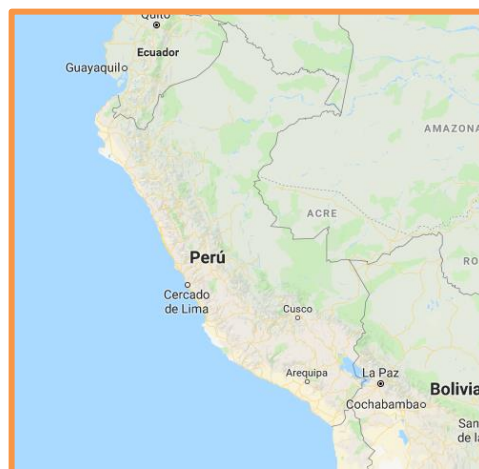 Quito
Ecuador
Guayaquil
AMAZONA
ACRE
RO
Perú
Cercado
de Lima
Cusco
Arequipa
La Paz
Bolivia
Cochabamba
San
de la